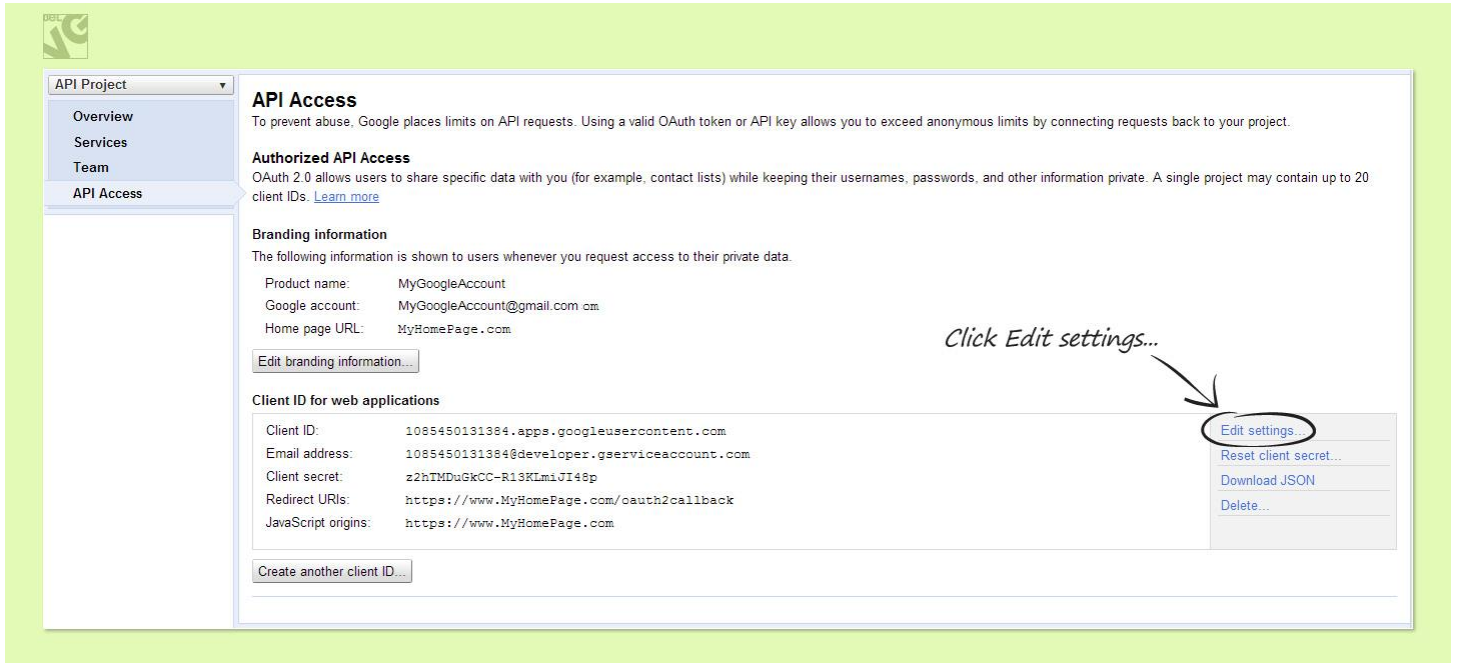 API Project
Overview
Services
Team
API Access
API Access
To prevent abuse, Google places limits on API requests. Using a valid OAuth token or API key allows you to exceed anonymous limits by connecting requests back to your project.
Authorized API Access
OAuth 2.0 allows users to share specific data with you (for example, contact lists) while keeping their usernames, passwords, and other information private. A single project may contain up to 20
client IDs. Learn more
Branding information
The following information is shown to users whenever you request access to their private data.
Product name: MyGoogleAccount
Google account: MyGoogleAccount@gmail.com om
Home page URL: MyHomePage.com
Click Edit settings...
Edit branding information...
Client ID for web applications
Client ID: 1085450131384.apps.googleusercontent.com
Email address: 1085450131384@developer.gserviceaccount.com
Client secret: z2hTMDuGkCC-R13KLmiJI48p
Redirect URIs: https://www.MyHomePage.com/oauth2callback
JavaScript origins: https://www.MyHomePage.com
Edit settings...
Reset client secret...
Download JSON
Delete...
Create another client ID...